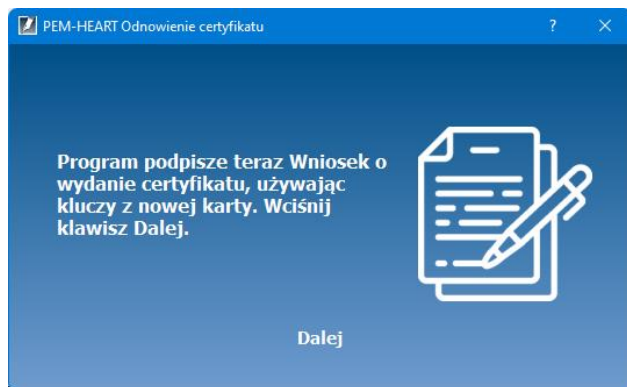 PEM-HEART Odnowienie certyfikatu ? ×
Program podpisze teraz Wniosek o
wydanie certyfikatu, używając
kluczy z nowej karty. Wciśnij
klawisz Dalej.
Dalej